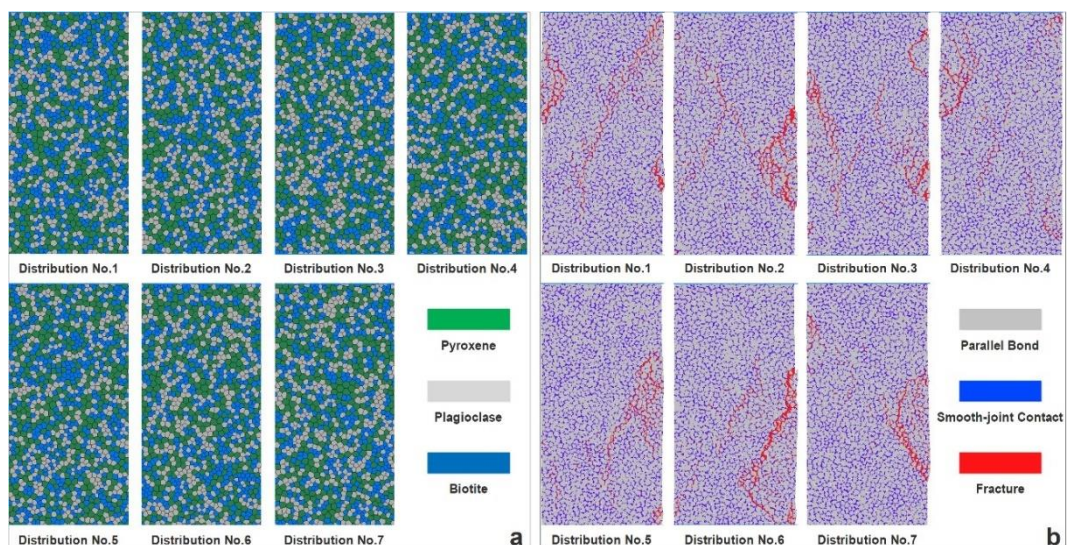 Distribution No.1 Distribution No.2 Distribution No.3 Distribution No.4
Pyroxene
Plagioclase
Biotite
Distribution No.5 Distribution No.6 Distribution No.7
a
Distribution No.1 Distribution No.2 Distribution No.3 Distribution No.4
Parallel Bond
Smooth-joint Contact
Fracture
Distribution No.5 Distribution No.6 Distribution No.7
b